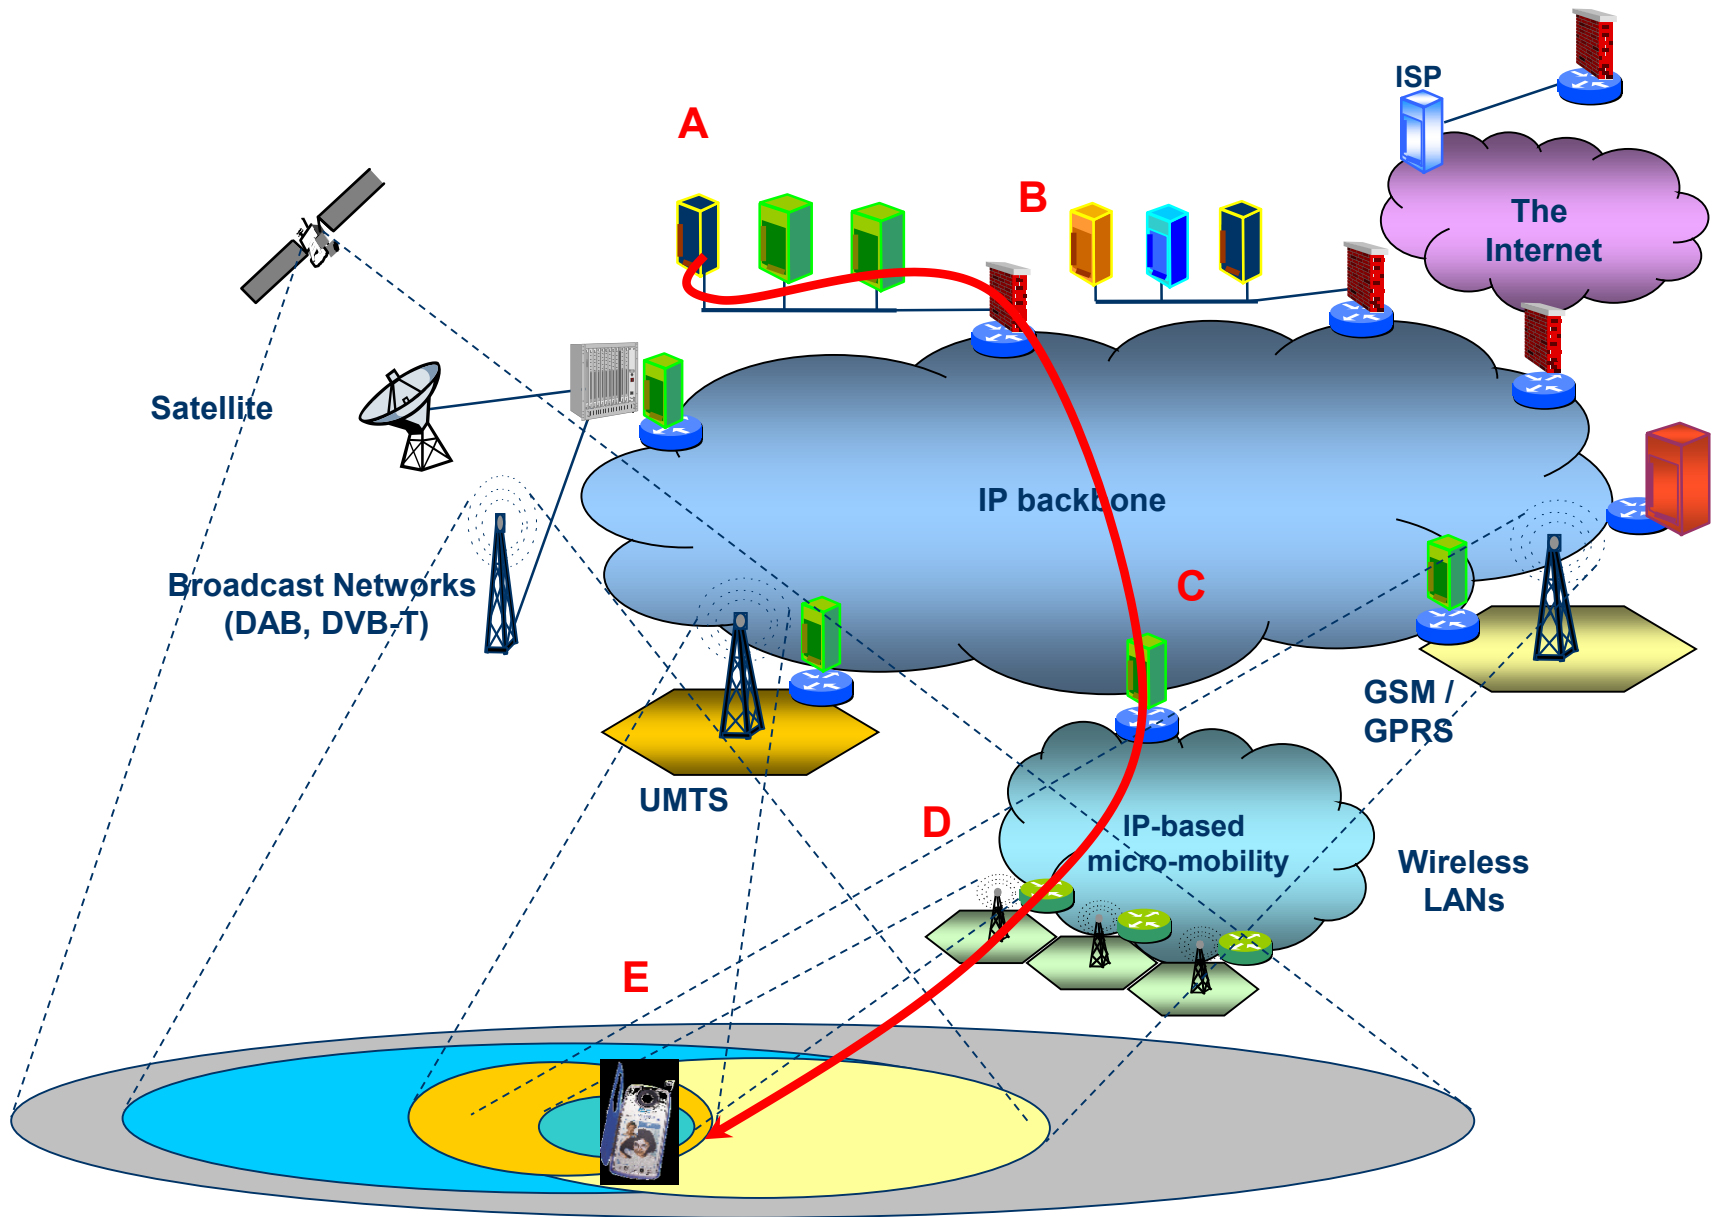 ISP
A
B
The
Internet
Satellite
IP backbone
Broadcast Networks
(DAB, DVB-T)
C
GSM /
GPRS
UMTS
D
IP-based
micro-mobility
Wireless
LANs
E